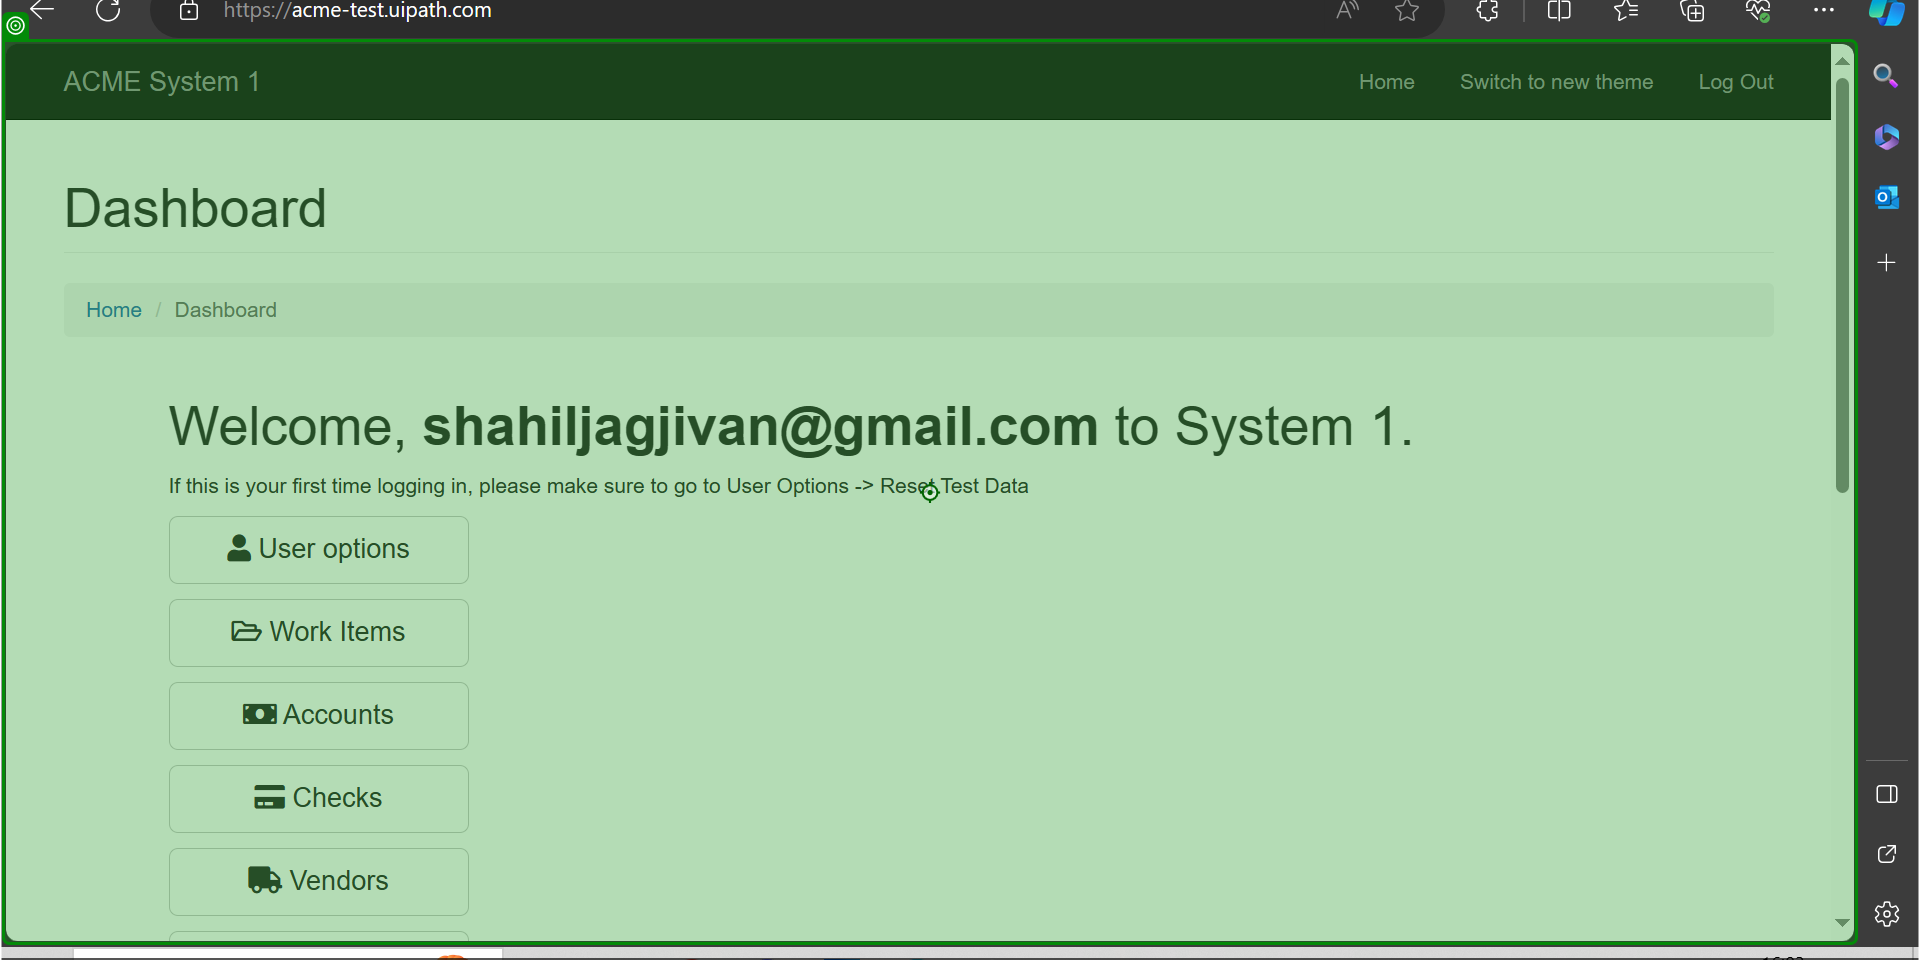 https://acme-test.uipath.com
ACME System 1
Home
Switch to new theme
Log Out
Dashboard
Home / Dashboard
Welcome, shahiljagjivan@gmail.com to System 1.
If this is your first time logging in, please make sure to go to User Options -> Reset Test Data
User options
Work Items
Accounts
Checks
Vendors